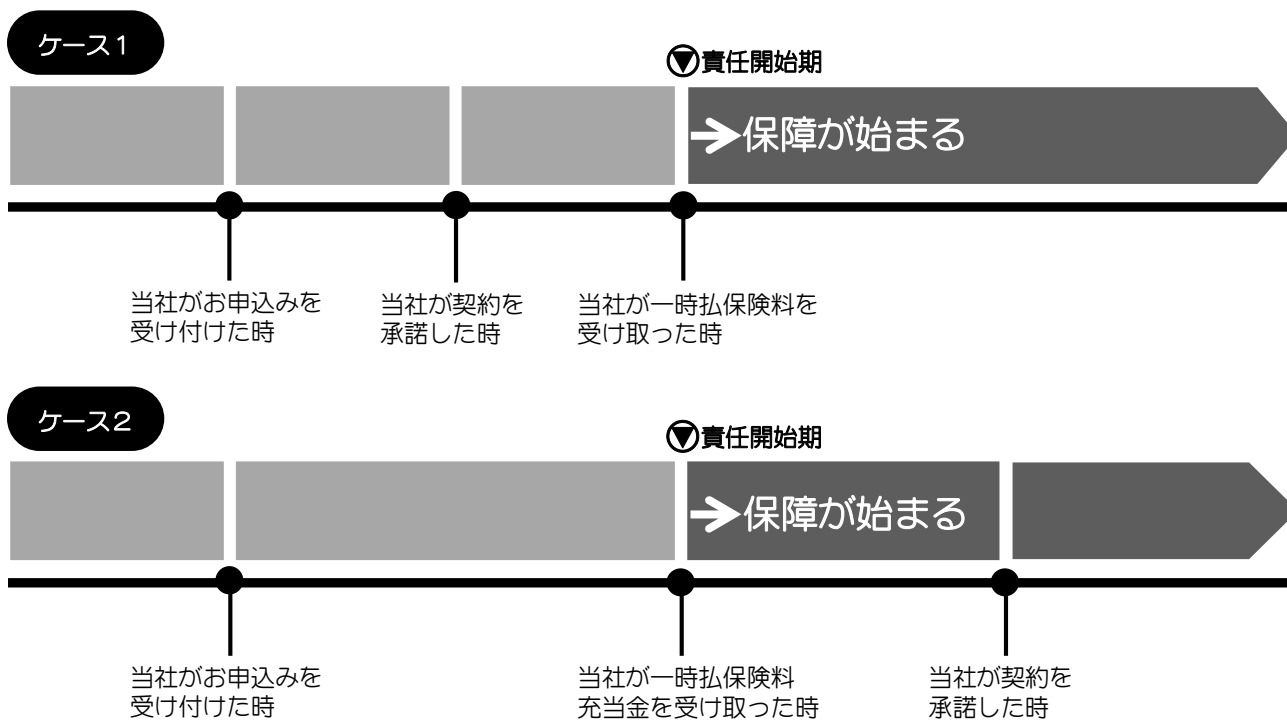 ケース1
責任開始期
保障が始まる
当社がお申込みを
受け付けた時
当社が契約を
承諾した時
当社が一時払保険料を
受け取った時
ケース2
責任開始期
保障が始まる
当社がお申込みを
受け付けた時
当社が一時払保険料
充当金を受け取った時
当社が契約を
承諾した時